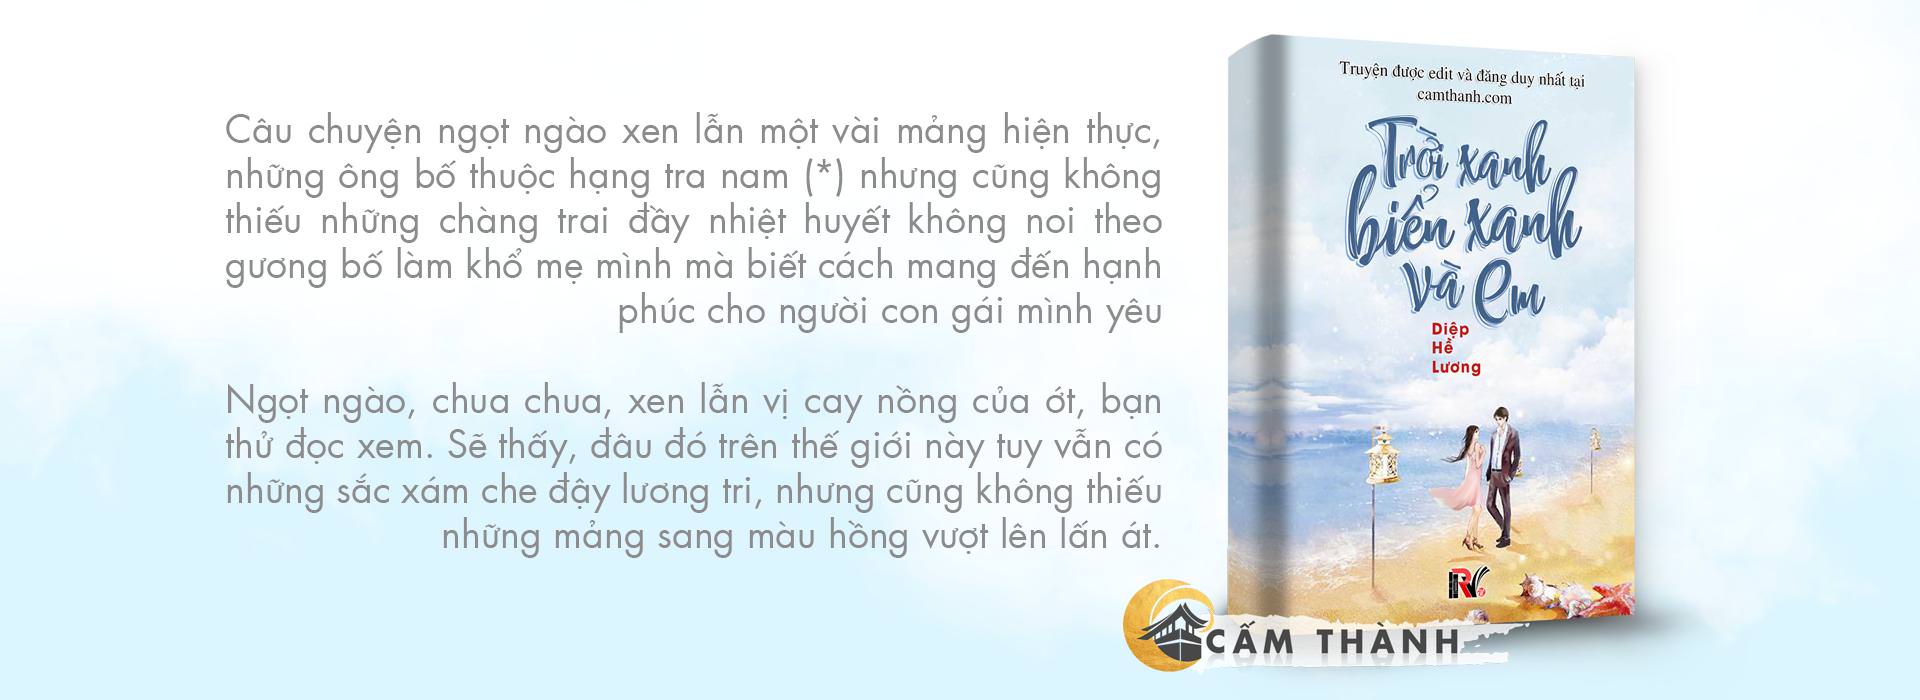 Câu chuyện ngọt ngào xen lẫn một vài mảng hiện thực,
những ông bố thuộc hạng tra nam (*) nhưng cũng không
thiếu những chàng trai đầy nhiệt huyết không noi theo
gương bố làm khổ mẹ mình mà biết cách mang đến hạnh
phúc cho người con gái mình yêu
Ngọt ngào, chua chua, xen lẫn vị cay nồng của ớt, bạn
thử đọc xem. Sẽ thấy, đâu đó trên thế giới này tuy vẫn có
những sắc xám che đậy lương tri, nhưng cũng không thiếu
những mảng sang màu hồng vượt lên lấn át.
Truyện được edit và đăng duy nhất tại
camthanh.com
Trời xanh
biển xanh
và em
Diệp
Hề
Lương
CẤM THÀNH